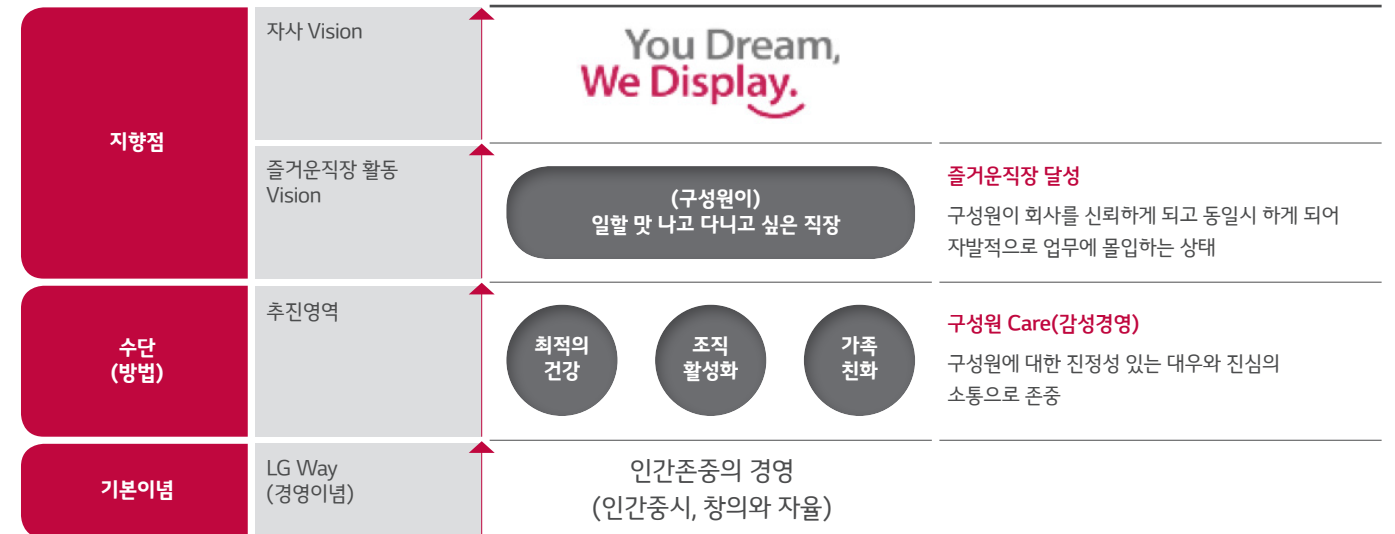 지향점
자사 Vision
You Dream,
We Display.
즐거운직장 활동
Vision
(구성원이)
일할 맛 나고 다니고 싶은 직장
즐거운직장 달성
구성원이 회사를 신뢰하게 되고 동일시 하게 되어
자발적으로 업무에 몰입하는 상태
수단
(방법)
추진영역
최적의
건강
조직
활성화
가족
친화
구성원 Care(감성경영)
구성원에 대한 진정성 있는 대우와 진심의
소통으로 존중
기본이념
LG Way
(경영이념)
인간존중의 경영
(인간중시, 창의와 자율)